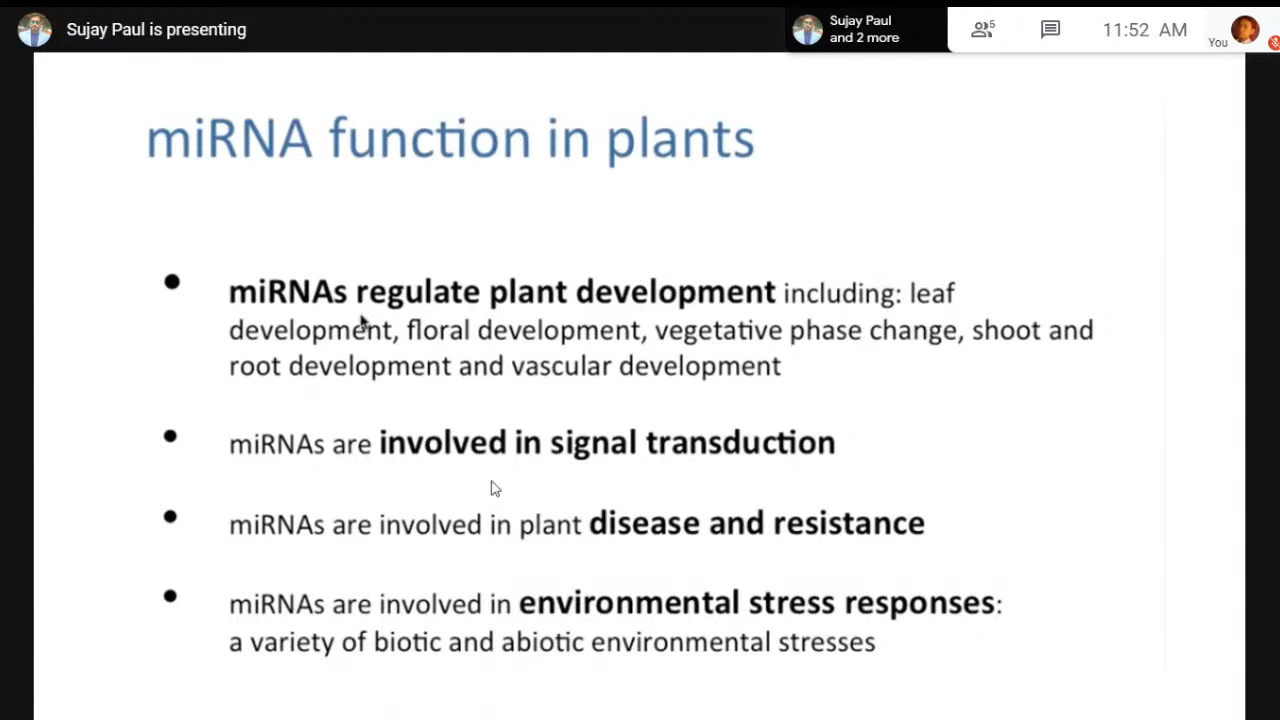 Sujay Paul is presenting
Sujay Paul
and 2 more
5
11:52 AM
You
miRNA function in plants
• miRNAs regulate plant development including: leaf
development, floral development, vegetative phase change, shoot and
root development and vascular development
• miRNAs are involved in signal transduction
• miRNAs are involved in plant disease and resistance
• miRNAs are involved in environmental stress responses:
a variety of biotic and abiotic environmental stresses